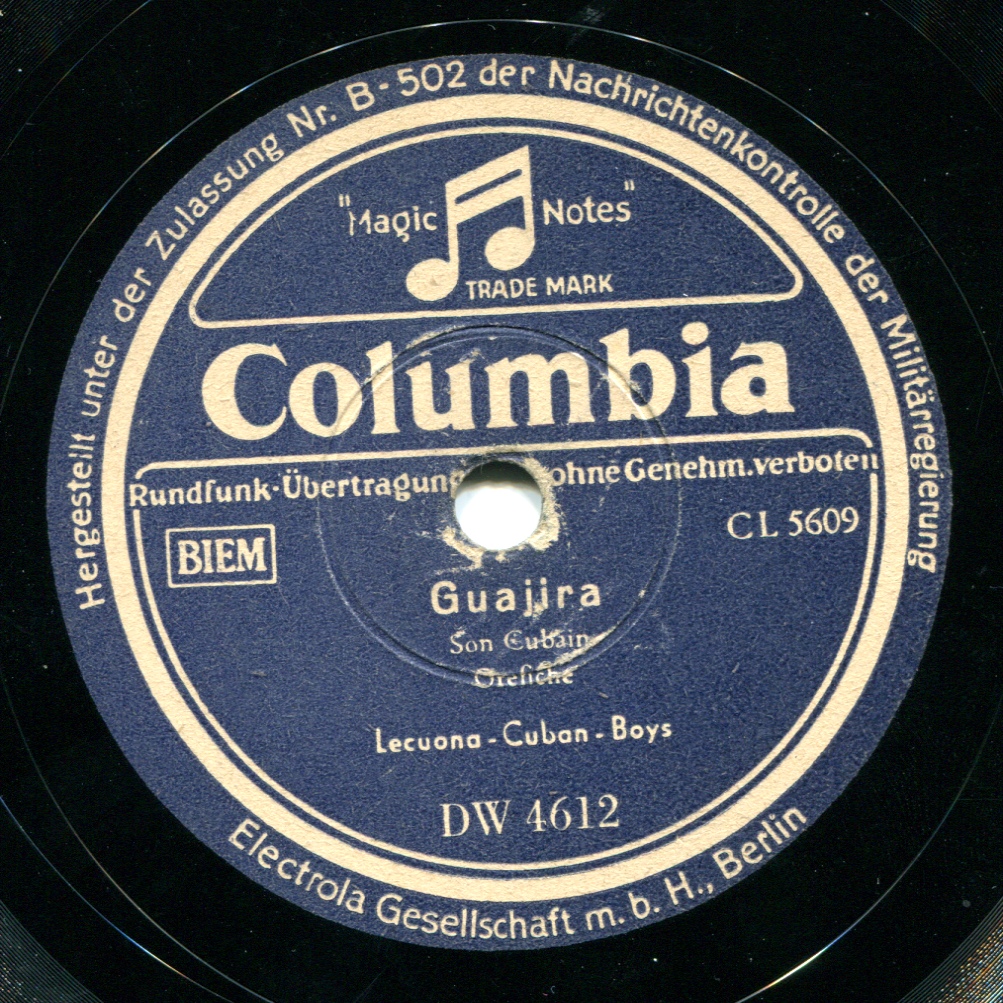 Hergestellt unter der Zulassung Nr. B-502 der Nachrichtenkontrolle der Militärregierung
"Magic Notes"
TRADE MARK
Columbia
Rundfunk-Übertragung ohne Genehm. verboten
BIEM
CL 5609
Guajira
Son Cubain
Orefiche
Lecuona-Cuban-Boys
DW 4612
Electrola Gesellschaft m. b. H., Berlin